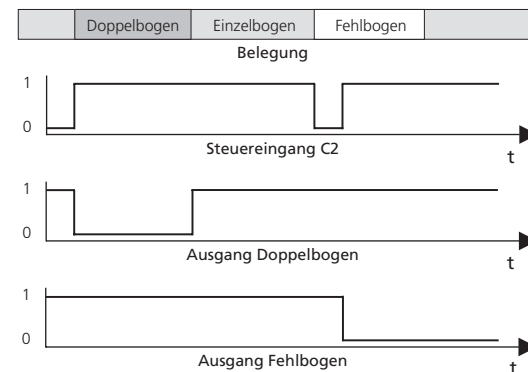 Doppelbogen Einzelbogen Fehlbogen
Belegung
1
0
Steuereingang C2
t
1
0
Ausgang Doppelbogen
t
1
0
Ausgang Fehlbogen
t